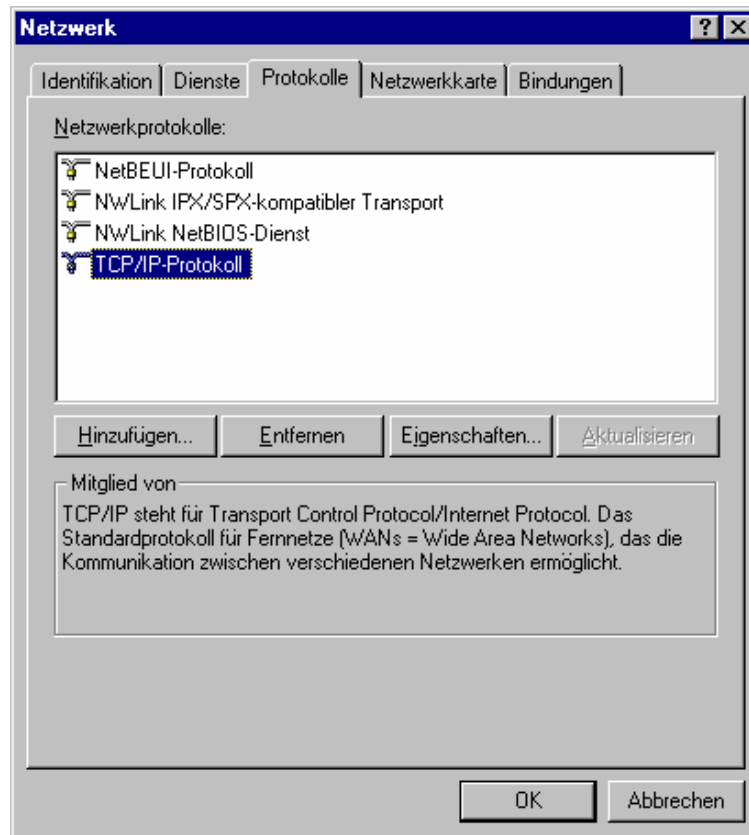 Netzwerk
Identifikation Dienste Protokolle Netzwerkkarte Bindungen
Netzwerkprotokolle:
NetBEUI-Protokoll
NWLink IPX/SPX-kompatibler Transport
NWLink NetBIOS-Dienst
TCP/IP-Protokoll
Hinzufügen... Entfernen Eigenschaften... Aktualisieren
Mitglied von
TCP/IP steht für Transport Control Protocol/Internet Protocol. Das
Standardprotokoll für Fernnetze (WANs = Wide Area Networks), das die
Kommunikation zwischen verschiedenen Netzwerken ermöglicht.
OK Abbrechen